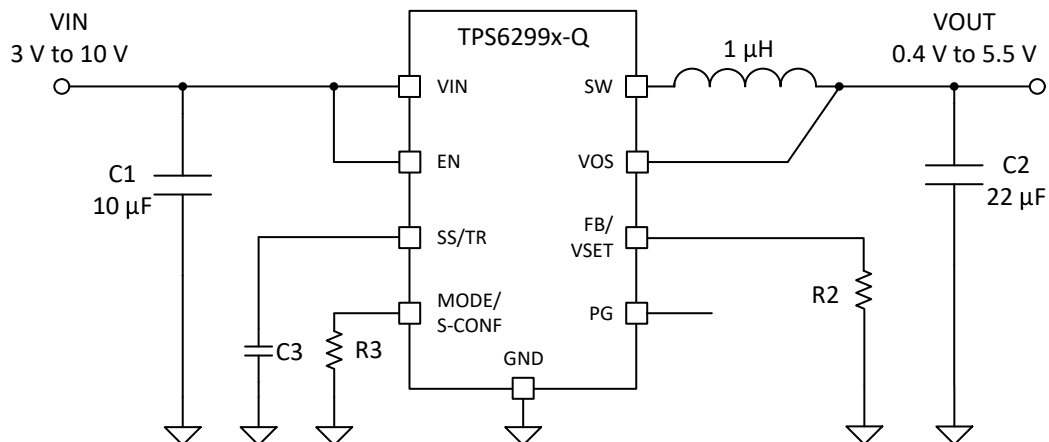 VIN
3 V to 10 V
TPS6299x-Q
1 µH
VOUT
0.4 V to 5.5 V
VIN
SW
EN
VOS
C1
10 µF
C2
22 µF
SS/TR
FB/
VSET
MODE/
S-CONF
PG
R2
C3
R3
GND